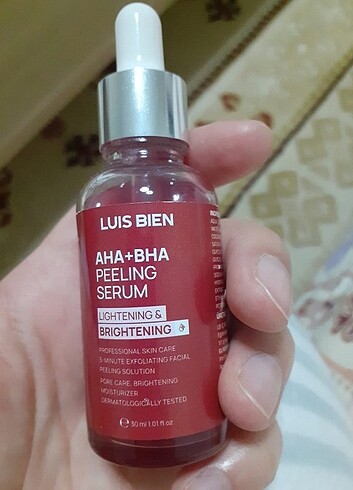 LUIS BIEN
AHA+BHA
PEELING
SERUM
LIGHTENING &
BRIGHTENING
PROFESSIONAL SKIN CARE
5-MINUTE EXFOLIATING FACIAL
PEELING SOLUTION
PORE CARE, BRIGHTENING
MOISTURIZER
DERMATOLOGICALLY TESTED
℮ 30 ml 1.01 fl oz